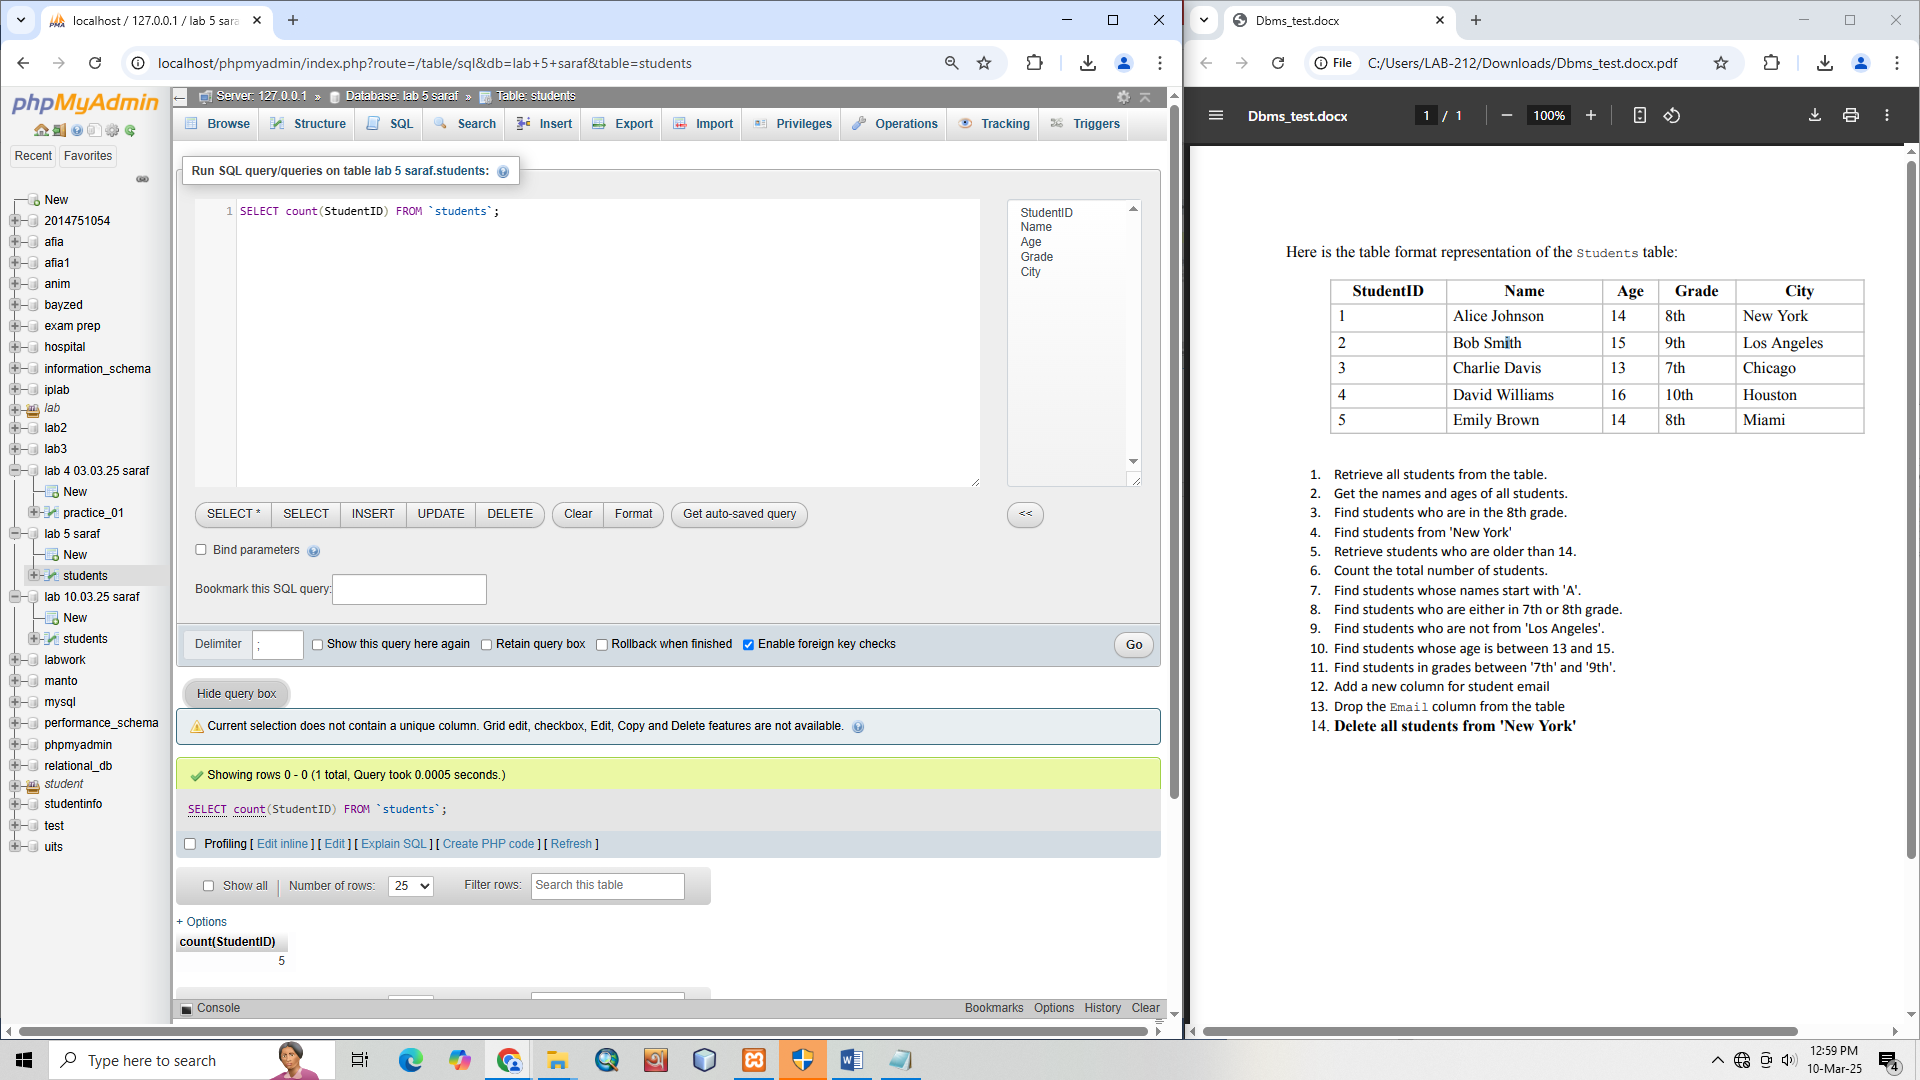 localhost / 127.0.0.1 / lab 5 sara
localhost/phpmyadmin/index.php?route=/table/sql&db=lab+5+saraf&table=students
phpMyAdmin
Recent
Favorites
New
2014751054
afia
afia1
anim
bayzed
exam prep
hospital
information_schema
iplab
lab
lab2
lab3
lab 4 03.03.25 saraf
New
practice_01
lab 5 saraf
New
students
lab 10.03.25 saraf
New
students
labwork
manto
mysql
performance_schema
phpmyadmin
relational_db
student
studentinfo
test
uits
Server: 127.0.0.1 » Database: lab 5 saraf » Table: students
Browse Structure SQL Search Insert Export Import Privileges Operations Tracking Triggers
Run SQL query/queries on table lab 5 saraf.students:
1 SELECT count(StudentID) FROM `students`;
StudentID
Name
Age
Grade
City
SELECT * SELECT INSERT UPDATE DELETE Clear Format Get auto-saved query <<
Bind parameters
Bookmark this SQL query:
Delimiter ; Show this query here again Retain query box Rollback when finished Enable foreign key checks Go
Hide query box
Current selection does not contain a unique column. Grid edit, checkbox, Edit, Copy and Delete features are not available.
Showing rows 0 - 0 (1 total, Query took 0.0005 seconds.)
SELECT count(StudentID) FROM `students`;
Profiling [ Edit inline ] [ Edit ] [ Explain SQL ] [ Create PHP code ] [ Refresh ]
Show all Number of rows: 25 Filter rows: Search this table
+ Options
count(StudentID)
5
Console Bookmarks Options History Clear
Dbms_test.docx
File C:/Users/LAB-212/Downloads/Dbms_test.docx.pdf
Dbms_test.docx 1 / 1 100%
Here is the table format representation of the Students table:
StudentID Name Age Grade City
1 Alice Johnson 14 8th New York
2 Bob Smith 15 9th Los Angeles
3 Charlie Davis 13 7th Chicago
4 David Williams 16 10th Houston
5 Emily Brown 14 8th Miami
1. Retrieve all students from the table.
2. Get the names and ages of all students.
3. Find students who are in the 8th grade.
4. Find students from 'New York'
5. Retrieve students who are older than 14.
6. Count the total number of students.
7. Find students whose names start with 'A'.
8. Find students who are either in 7th or 8th grade.
9. Find students who are not from 'Los Angeles'.
10. Find students whose age is between 13 and 15.
11. Find students in grades between '7th' and '9th'.
12. Add a new column for student email
13. Drop the Email column from the table
14. Delete all students from 'New York'
Type here to search
12:59 PM
10-Mar-25
4